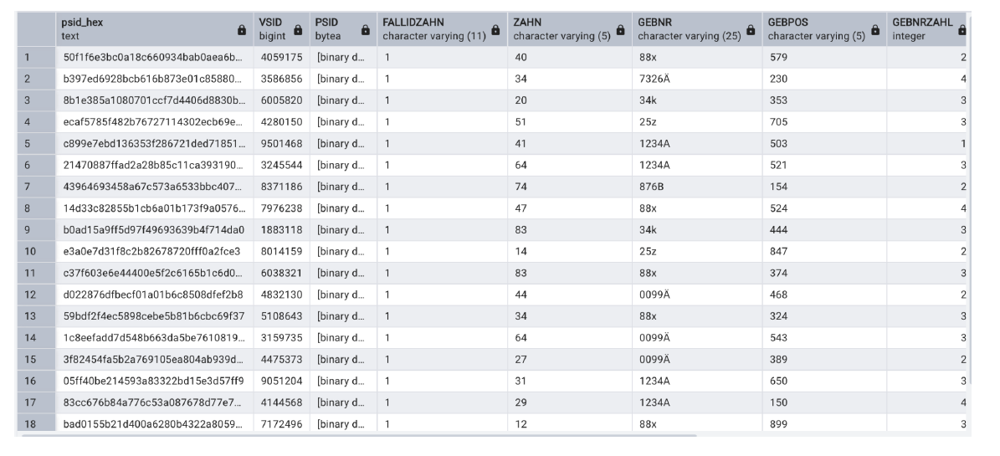 psid_hex VSID PSID FALLIDZAHN ZAHN GEBNR GEBPOS GEBNRZAHL
text bigint bytea character varying (11) character varying (5) character varying (25) character varying (5) integer
1 50f1f6e3bc0a18c660934bab0aea6b... 4059175 [binary d... 1 40 88x 579 2
2 b397ed6928bcb616b873e01c85880... 3586856 [binary d... 1 34 7326Ä 230 4
3 8b1e385a1080701ccf7d4406d8830b... 6005820 [binary d... 1 20 34k 353 3
4 ecaf5785f482b76727114302ecb69e... 4280150 [binary d... 1 51 25z 705 3
5 c899e7ebd136353f286721ded71851... 9501468 [binary d... 1 41 1234A 503 1
6 21470887ffad2a28b85c11ca393190... 3245544 [binary d... 1 64 1234A 521 3
7 43964693458a67c573a6533bbc407... 8371186 [binary d... 1 74 876B 154 2
8 14d33c82855b1cb6a01b173f9a0576... 7976238 [binary d... 1 47 88x 524 4
9 b0ad15a9ff5d97f49693639b4f714da0 1883118 [binary d... 1 83 34k 444 3
10 e3a0e7d31f8c2b82678720fff0a2fce3 8014159 [binary d... 1 14 25z 847 2
11 c37f603e6e44400e5f2c6165b1c6d0... 6038321 [binary d... 1 83 88x 374 3
12 d022876dfbecf01a01b6c8508dfef2b8 4832130 [binary d... 1 44 0099Ä 468 2
13 59bdf2f4ec5898cebe5b81b6cbc69f37 5108643 [binary d... 1 34 88x 324 3
14 1c8eefadd7d548b663da5be7610819... 3159735 [binary d... 1 64 0099Ä 543 3
15 3f82454fa5b2a769105ea804ab939d... 4475373 [binary d... 1 27 0099Ä 389 2
16 05ff40be214593a83322bd15e3d57ff9 9051204 [binary d... 1 31 1234A 650 3
17 83cc676b84a776c53a087678d77e7... 4144568 [binary d... 1 29 1234A 150 4
18 bad0155b21d400a6280b4322a8059... 7172496 [binary d... 1 12 88x 899 3